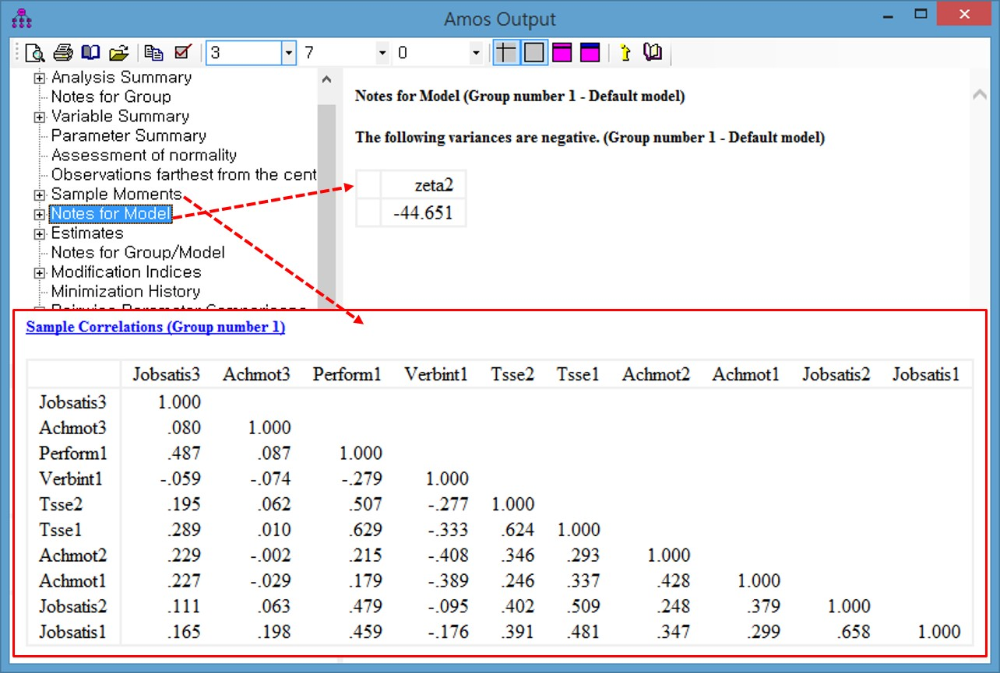 Amos Output
3 7 0
Analysis Summary
Notes for Group
Variable Summary
Parameter Summary
Assessment of normality
Observations farthest from the cent
Sample Moments
Notes for Model
Estimates
Notes for Group/Model
Modification Indices
Minimization History
Pairwise Parameter Comparisons
Notes for Model (Group number 1 - Default model)
The following variances are negative. (Group number 1 - Default model)
zeta2
-44.651
Sample Correlations (Group number 1)
Jobsatis3 Achmot3 Perform1 Verbint1 Tsse2 Tsse1 Achmot2 Achmot1 Jobsatis2 Jobsatis1
Jobsatis3 1.000
Achmot3 .080 1.000
Perform1 .487 .087 1.000
Verbint1 -.059 -.074 -.279 1.000
Tsse2 .195 .062 .507 -.277 1.000
Tsse1 .289 .010 .629 -.333 .624 1.000
Achmot2 .229 -.002 .215 -.408 .346 .293 1.000
Achmot1 .227 -.029 .179 -.389 .246 .337 .428 1.000
Jobsatis2 .111 .063 .479 -.095 .402 .509 .248 .379 1.000
Jobsatis1 .165 .198 .459 -.176 .391 .481 .347 .299 .658 1.000